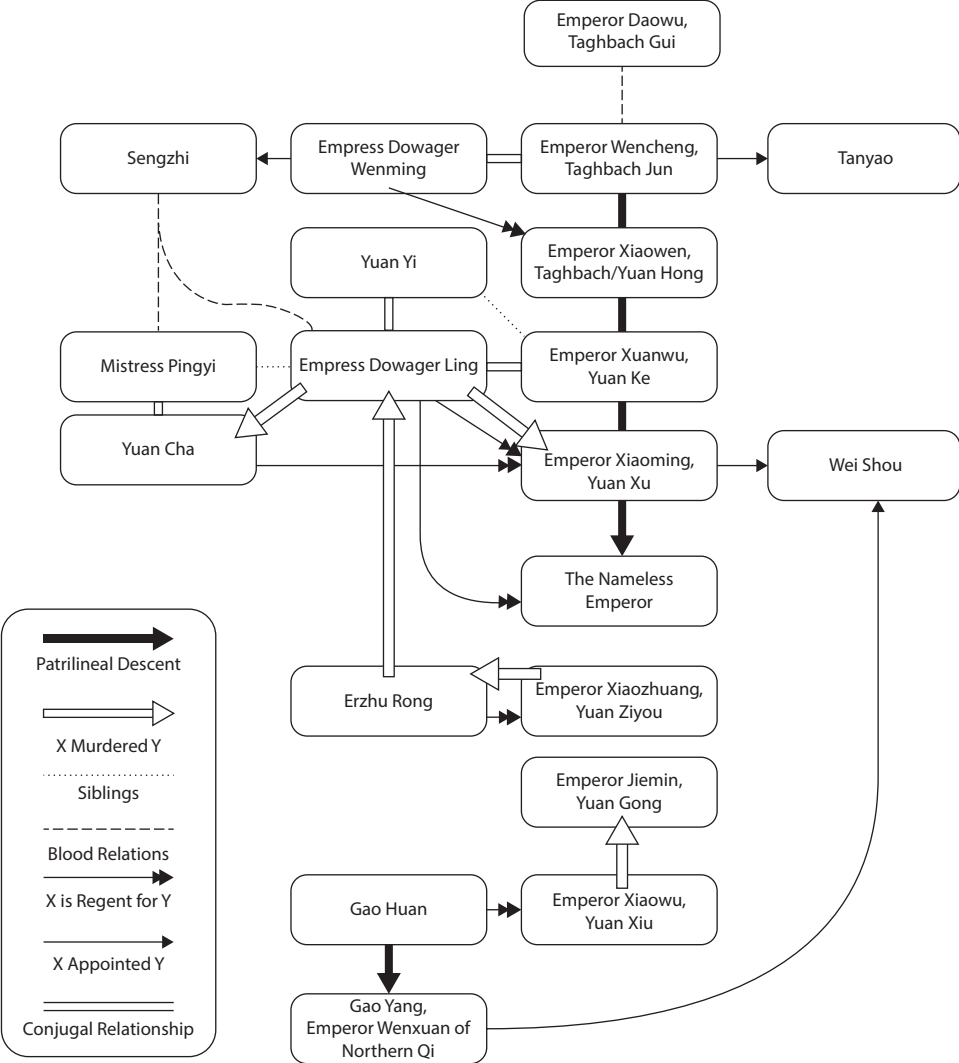 Emperor Daowu,
Taghbach Gui
Sengzhi
Empress Dowager
Wenming
Emperor Wencheng,
Taghbach Jun
Tanyao
Yuan Yi
Emperor Xiaowen,
Taghbach/Yuan Hong
Mistress Pingyi
Empress Dowager Ling
Emperor Xuanwu,
Yuan Ke
Yuan Cha
Emperor Xiaoming,
Yuan Xu
Wei Shou
The Nameless
Emperor
Erzhu Rong
Emperor Xiaozhuang,
Yuan Ziyou
Emperor Jiemin,
Yuan Gong
Gao Huan
Emperor Xiaowu,
Yuan Xiu
Gao Yang,
Emperor Wenxuan of
Northern Qi
Patrilineal Descent
X Murdered Y
Siblings
Blood Relations
X is Regent for Y
X Appointed Y
Conjugal Relationship